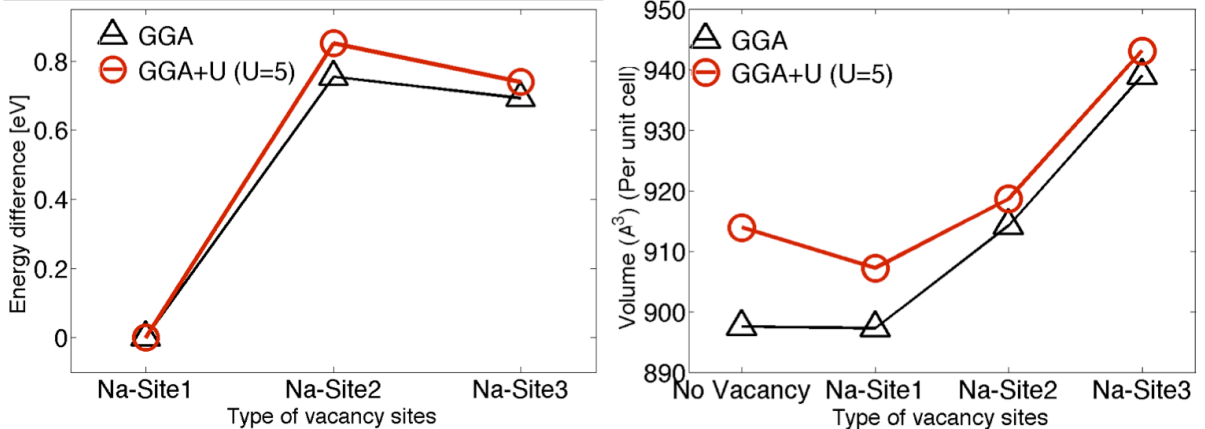 GGA
GGA+U (U=5)
0.8
0.6
0.4
0.2
0
Energy difference [eV]
Na-Site1 Na-Site2 Na-Site3
Type of vacancy sites
950
940
930
920
910
900
890
GGA
GGA+U (U=5)
Volume (A³) (Per unit cell)
No Vacancy Na-Site1 Na-Site2 Na-Site3
Type of vacancy sites